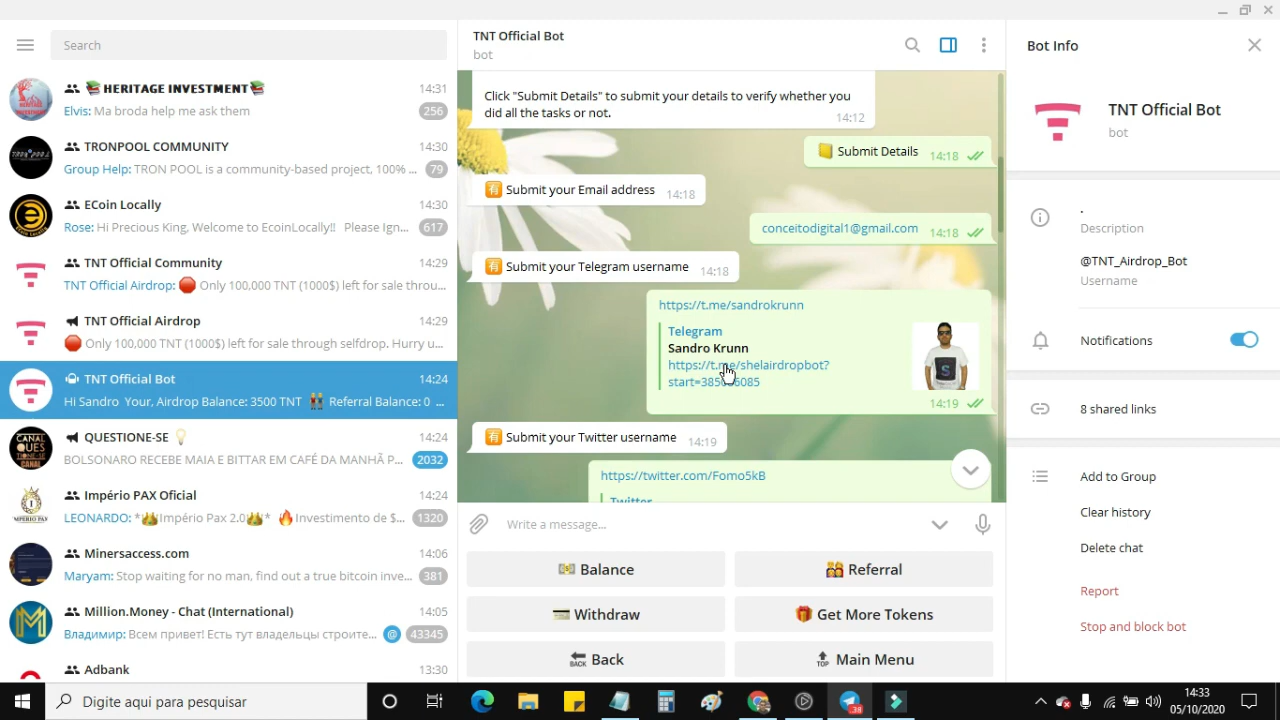 Search
📚HERITAGE INVESTMENT📚 14:31
Elvis: Ma broda help me ask them 256
TRONPOOL COMMUNITY 14:30
Group Help: TRON POOL is a community-based project, 100% ... 79
ECoin Locally 14:30
Rose: Hi Precious King, Welcome to EcoinLocally!! Please Ign... 617
TNT Official Community 14:29
TNT Official Airdrop: 🛑 Only 100,000 TNT (1000$) left for sale throu...
TNT Official Airdrop 14:29
🛑 Only 100,000 TNT (1000$) left for sale through selfdrop. Hurry u...
TNT Official Bot 14:24
Hi Sandro Your, Airdrop Balance: 3500 TNT 👬 Referral Balance: 0 ...
QUESTIONE-SE 💡 14:24
BOLSONARO RECEBE MAIA E BITTAR EM CAFÉ DA MANHÃ P... 2032
CANAL
QUES
TIONE-SE
CANAL
Império PAX Oficial 14:24
LEONARDO: *👑Império Pax 2.0👑* 🔥Investimento de $... 1320
Minersaccess.com 14:06
Maryam: Stop waiting for no man, find out a true bitcoin inve... 381
Million.Money - Chat (International) 14:05
Владимир: Всем привет! Есть тут владельцы строите... @ 43345
Adbank 13:30
TNT Official Bot
bot
Click "Submit Details" to submit your details to verify whether you
did all the tasks or not. 14:12
📒 Submit Details 14:18
🈶 Submit your Email address 14:18
conceitodigital1@gmail.com 14:18
🈶 Submit your Telegram username 14:18
https://t.me/sandrokrunn
Telegram
Sandro Krunn
https://t.me/shelairdropbot?
14:19
🈶 Submit your Twitter username 14:19
https://twitter.com/Fomo5kB
Twitter
Write a message...
💵 Balance
👭 Referral
💳 Withdraw
🎁 Get More Tokens
🔙 Back
🔝 Main Menu
Bot Info
TNT Official Bot
bot
.
Description
@TNT_Airdrop_Bot
Username
Notifications
8 shared links
Add to Group
Clear history
Delete chat
Report
Stop and block bot
Digite aqui para pesquisar
38
14:33
05/10/2020